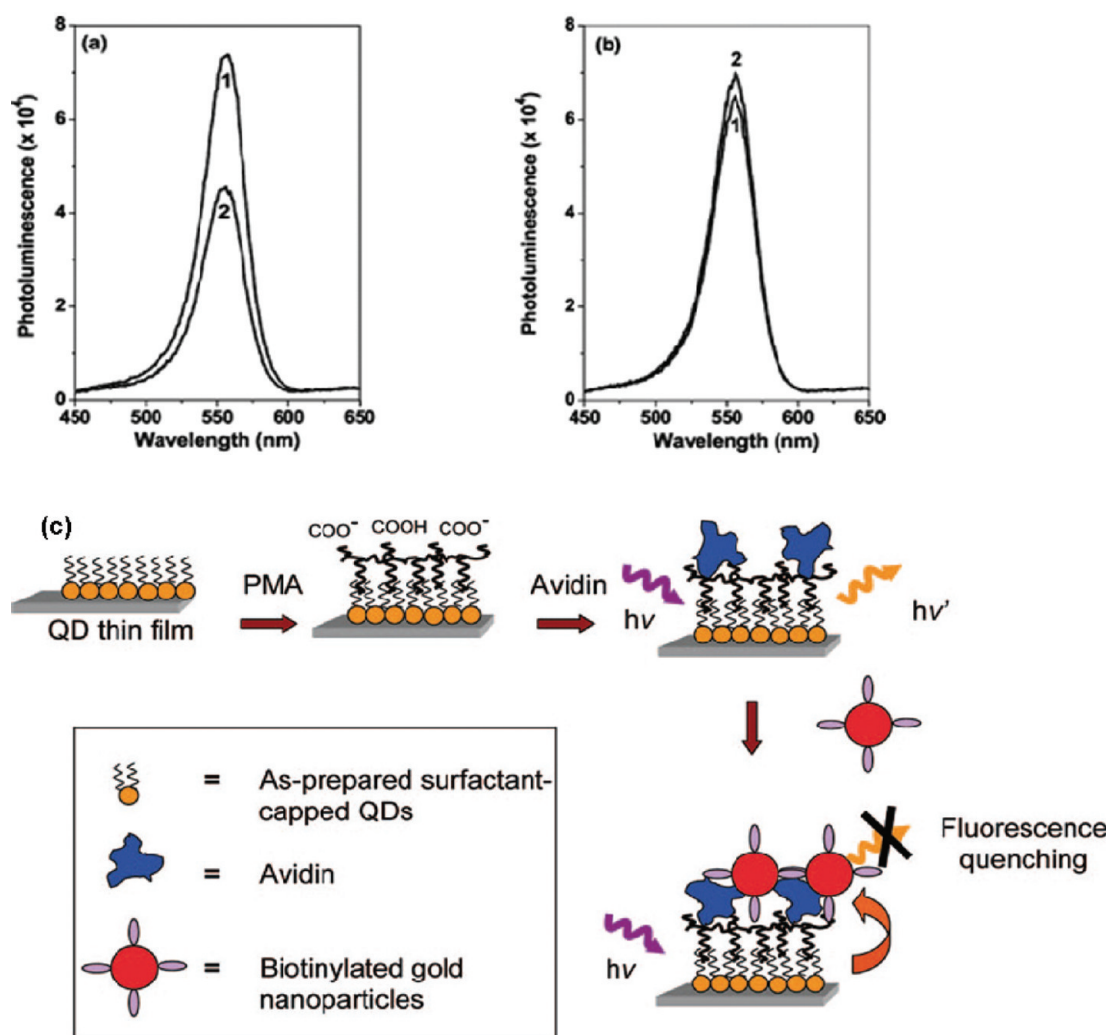 (a)
1
2
Photoluminescence (x 10⁴)
8
6
4
2
0
450 500 550 600 650
Wavelength (nm)
(b)
2
1
Photoluminescence (x 10⁴)
8
6
4
2
0
450 500 550 600 650
Wavelength (nm)
(c)
QD thin film
PMA
COO⁻ COOH COO⁻
Avidin
hν
hν'
= As-prepared surfactant-
capped QDs
= Avidin
= Biotinylated gold
nanoparticles
Fluorescence
quenching
hν